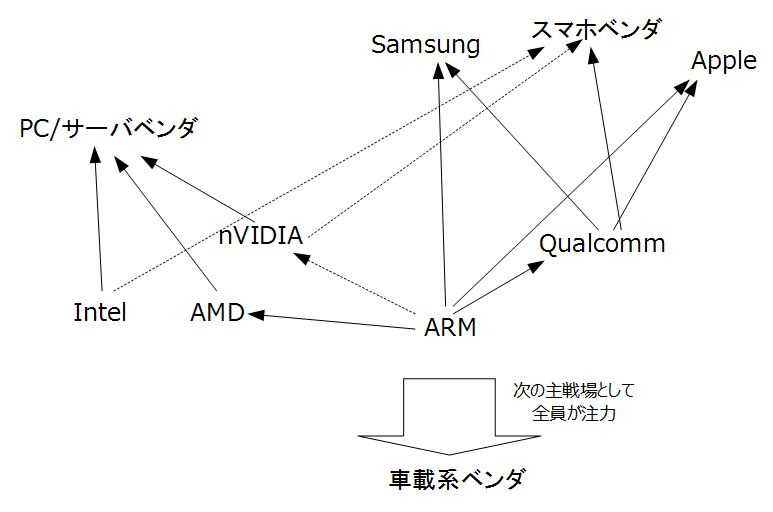 スマホベンダ
Samsung
Apple
PC/サーバベンダ
nVIDIA
Qualcomm
Intel
AMD
ARM
次の主戦場として
全員が注力
車載系ベンダ